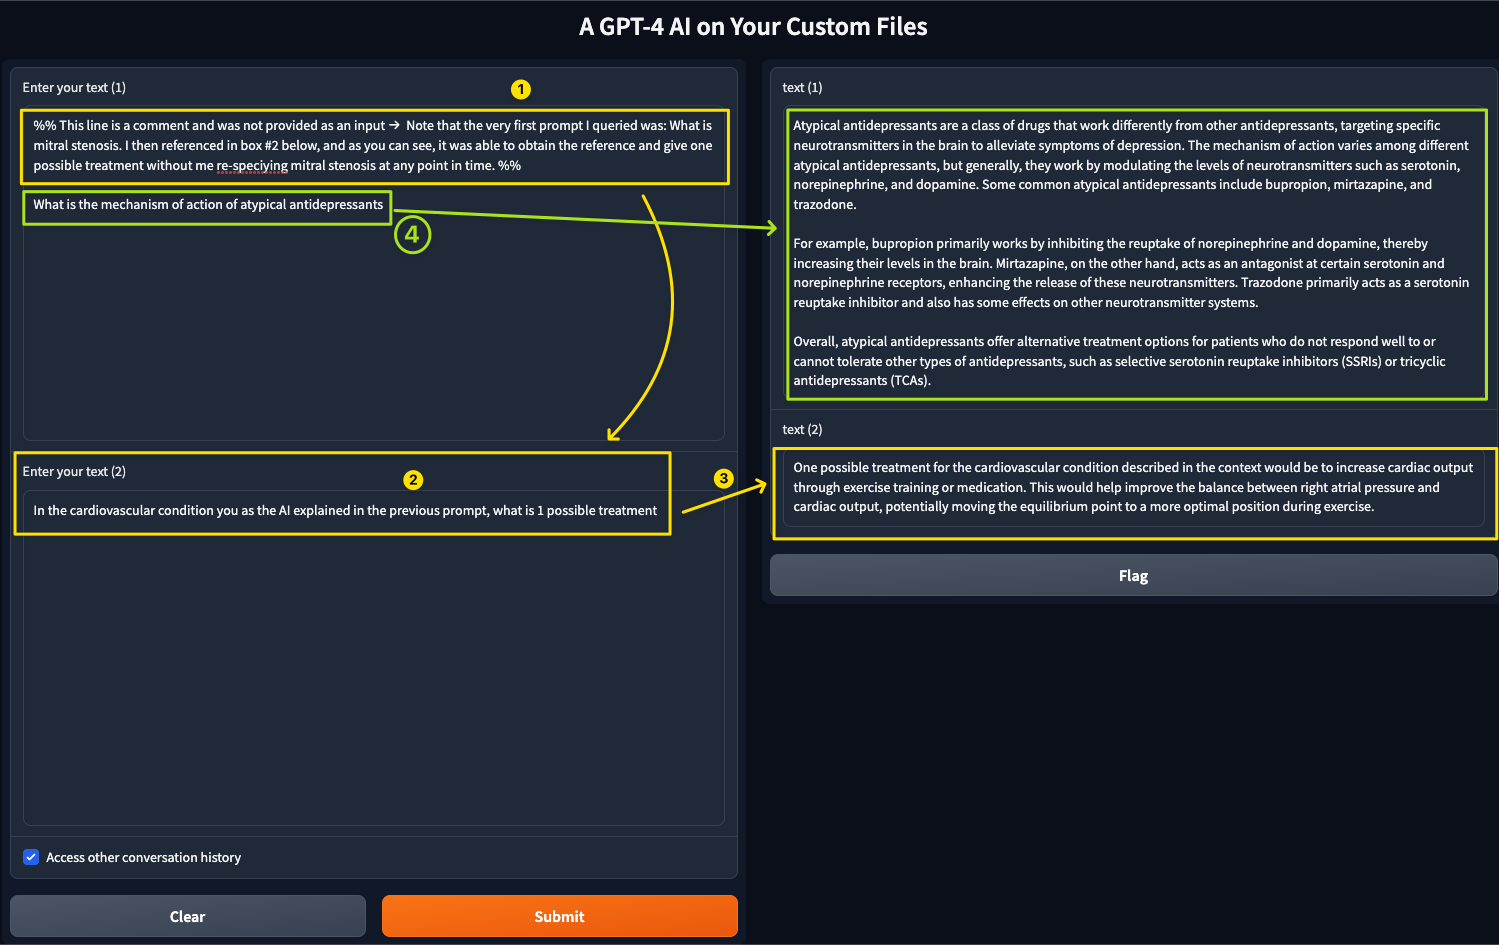 A GPT-4 AI on Your Custom Files
Enter your text (1)
1
%% This line is a comment and was not provided as an input → Note that the very first prompt I queried was: What is
mitral stenosis. I then referenced in box #2 below, and as you can see, it was able to obtain the reference and give one
possible treatment without me re-speciying mitral stenosis at any point in time. %%
What is the mechanism of action of atypical antidepressants
4
Enter your text (2)
2
3
In the cardiovascular condition you as the AI explained in the previous prompt, what is 1 possible treatment
Access other conversation history
Clear
Submit
text (1)
Atypical antidepressants are a class of drugs that work differently from other antidepressants, targeting specific
neurotransmitters in the brain to alleviate symptoms of depression. The mechanism of action varies among different
atypical antidepressants, but generally, they work by modulating the levels of neurotransmitters such as serotonin,
norepinephrine, and dopamine. Some common atypical antidepressants include bupropion, mirtazapine, and
trazodone.
For example, bupropion primarily works by inhibiting the reuptake of norepinephrine and dopamine, thereby
increasing their levels in the brain. Mirtazapine, on the other hand, acts as an antagonist at certain serotonin and
norepinephrine receptors, enhancing the release of these neurotransmitters. Trazodone primarily acts as a serotonin
reuptake inhibitor and also has some effects on other neurotransmitter systems.
Overall, atypical antidepressants offer alternative treatment options for patients who do not respond well to or
cannot tolerate other types of antidepressants, such as selective serotonin reuptake inhibitors (SSRIs) or tricyclic
antidepressants (TCAs).
text (2)
One possible treatment for the cardiovascular condition described in the context would be to increase cardiac output
through exercise training or medication. This would help improve the balance between right atrial pressure and
cardiac output, potentially moving the equilibrium point to a more optimal position during exercise.
Flag